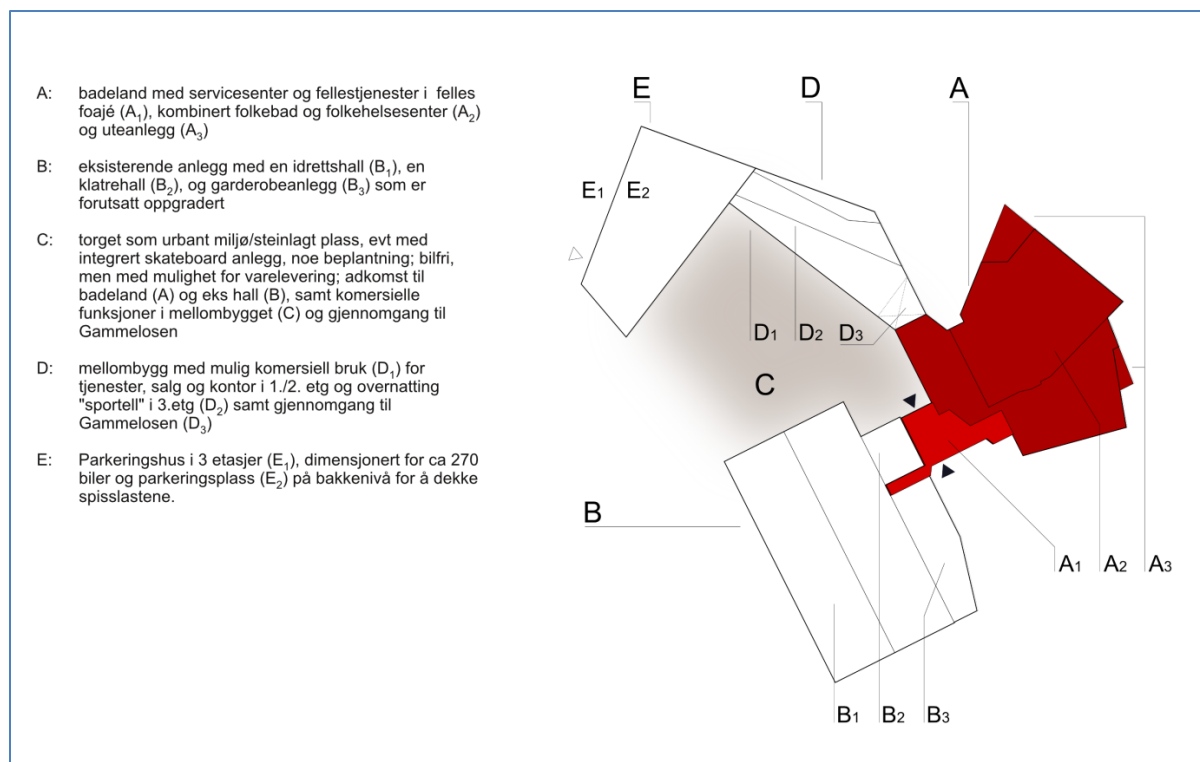 A: badeland med servicesenter og fellestjenester i  felles
foajé (A₁), kombinert folkebad og folkehelsesenter (A₂)
og uteanlegg (A₃)
B: eksisterende anlegg med en idrettshall (B₁), en
klatrehall (B₂), og garderobeanlegg (B₃) som er
forutsatt oppgradert
C: torget som urbant miljø/steinlagt plass, evt med
integrert skateboard anlegg, noe beplantning; bilfri,
men med mulighet for varelevering; adkomst til
badeland (A) og eks hall (B), samt komersielle
funksjoner i mellombygget (C) og gjennomgang til
Gammelosen
D: mellombygg med mulig komersiell bruk (D₁) for
tjenester, salg og kontor i 1./2. etg og overnatting
"sportell" i 3.etg (D₂) samt gjennomgang til
Gammelosen (D₃)
E: Parkeringshus i 3 etasjer (E₁), dimensjonert for ca 270
biler og parkeringsplass (E₂) på bakkenivå for å dekke
spisslastene.
E D A
E₁ E₂
D₁ D₂ D₃
C
B
A₁ A₂ A₃
B₁ B₂ B₃